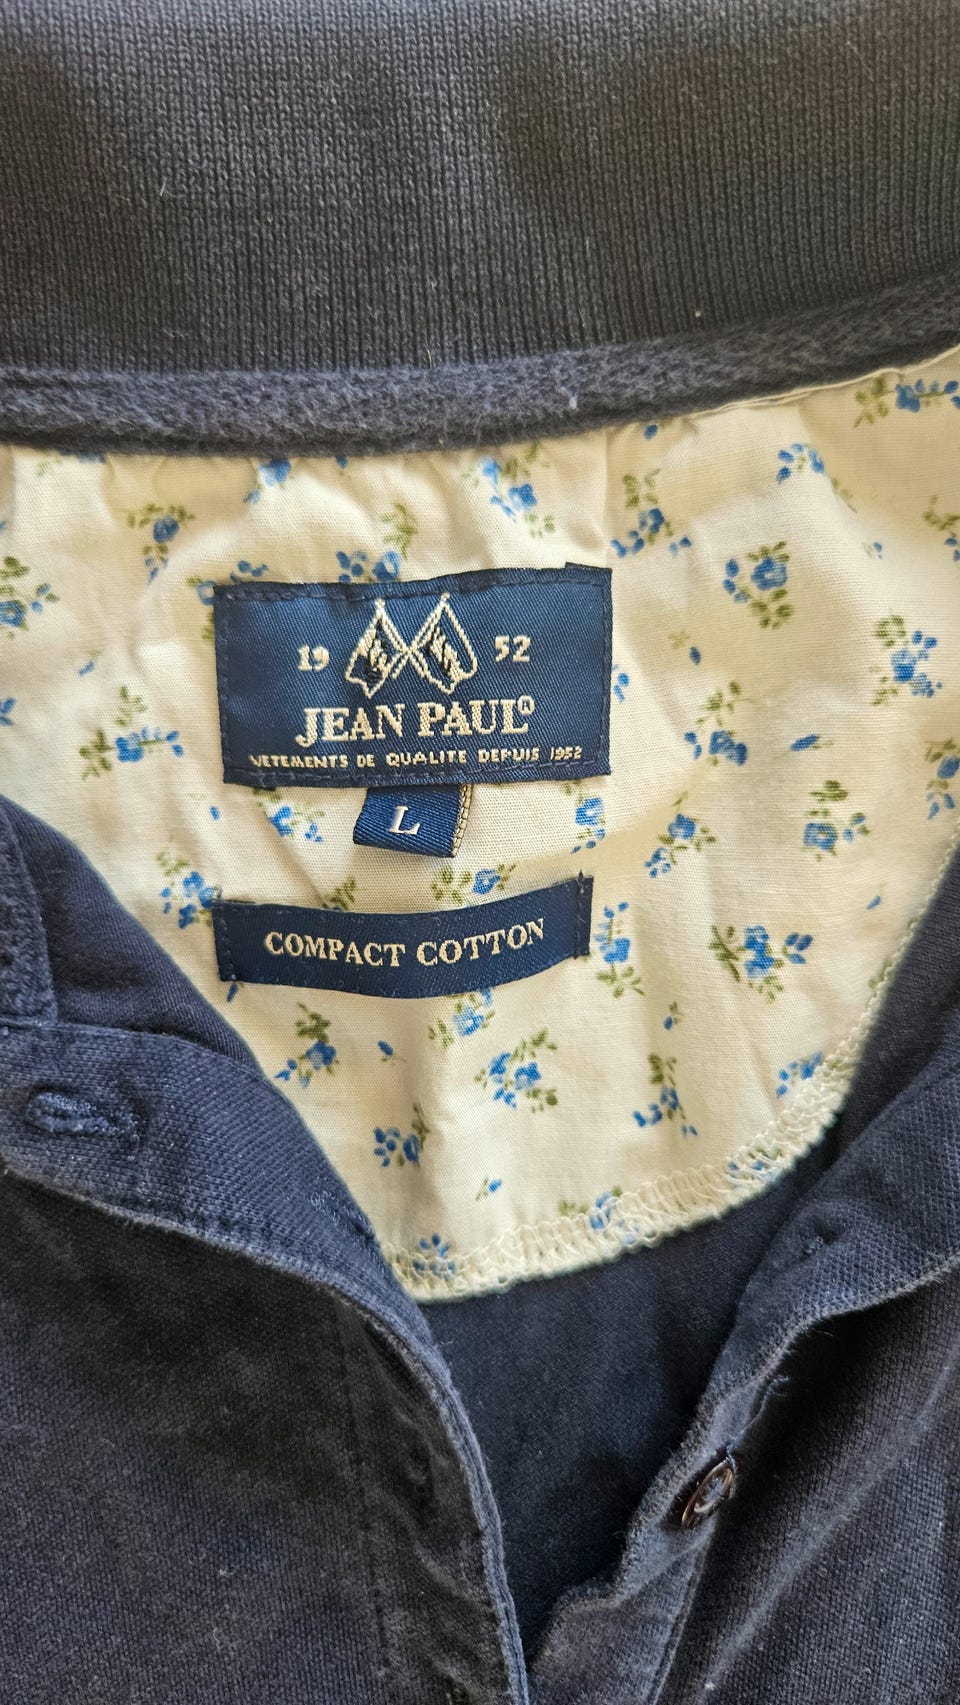 19 52
JEAN PAUL®
VETEMENTS DE QUALITE DEPUIS 1952
L
COMPACT COTTON